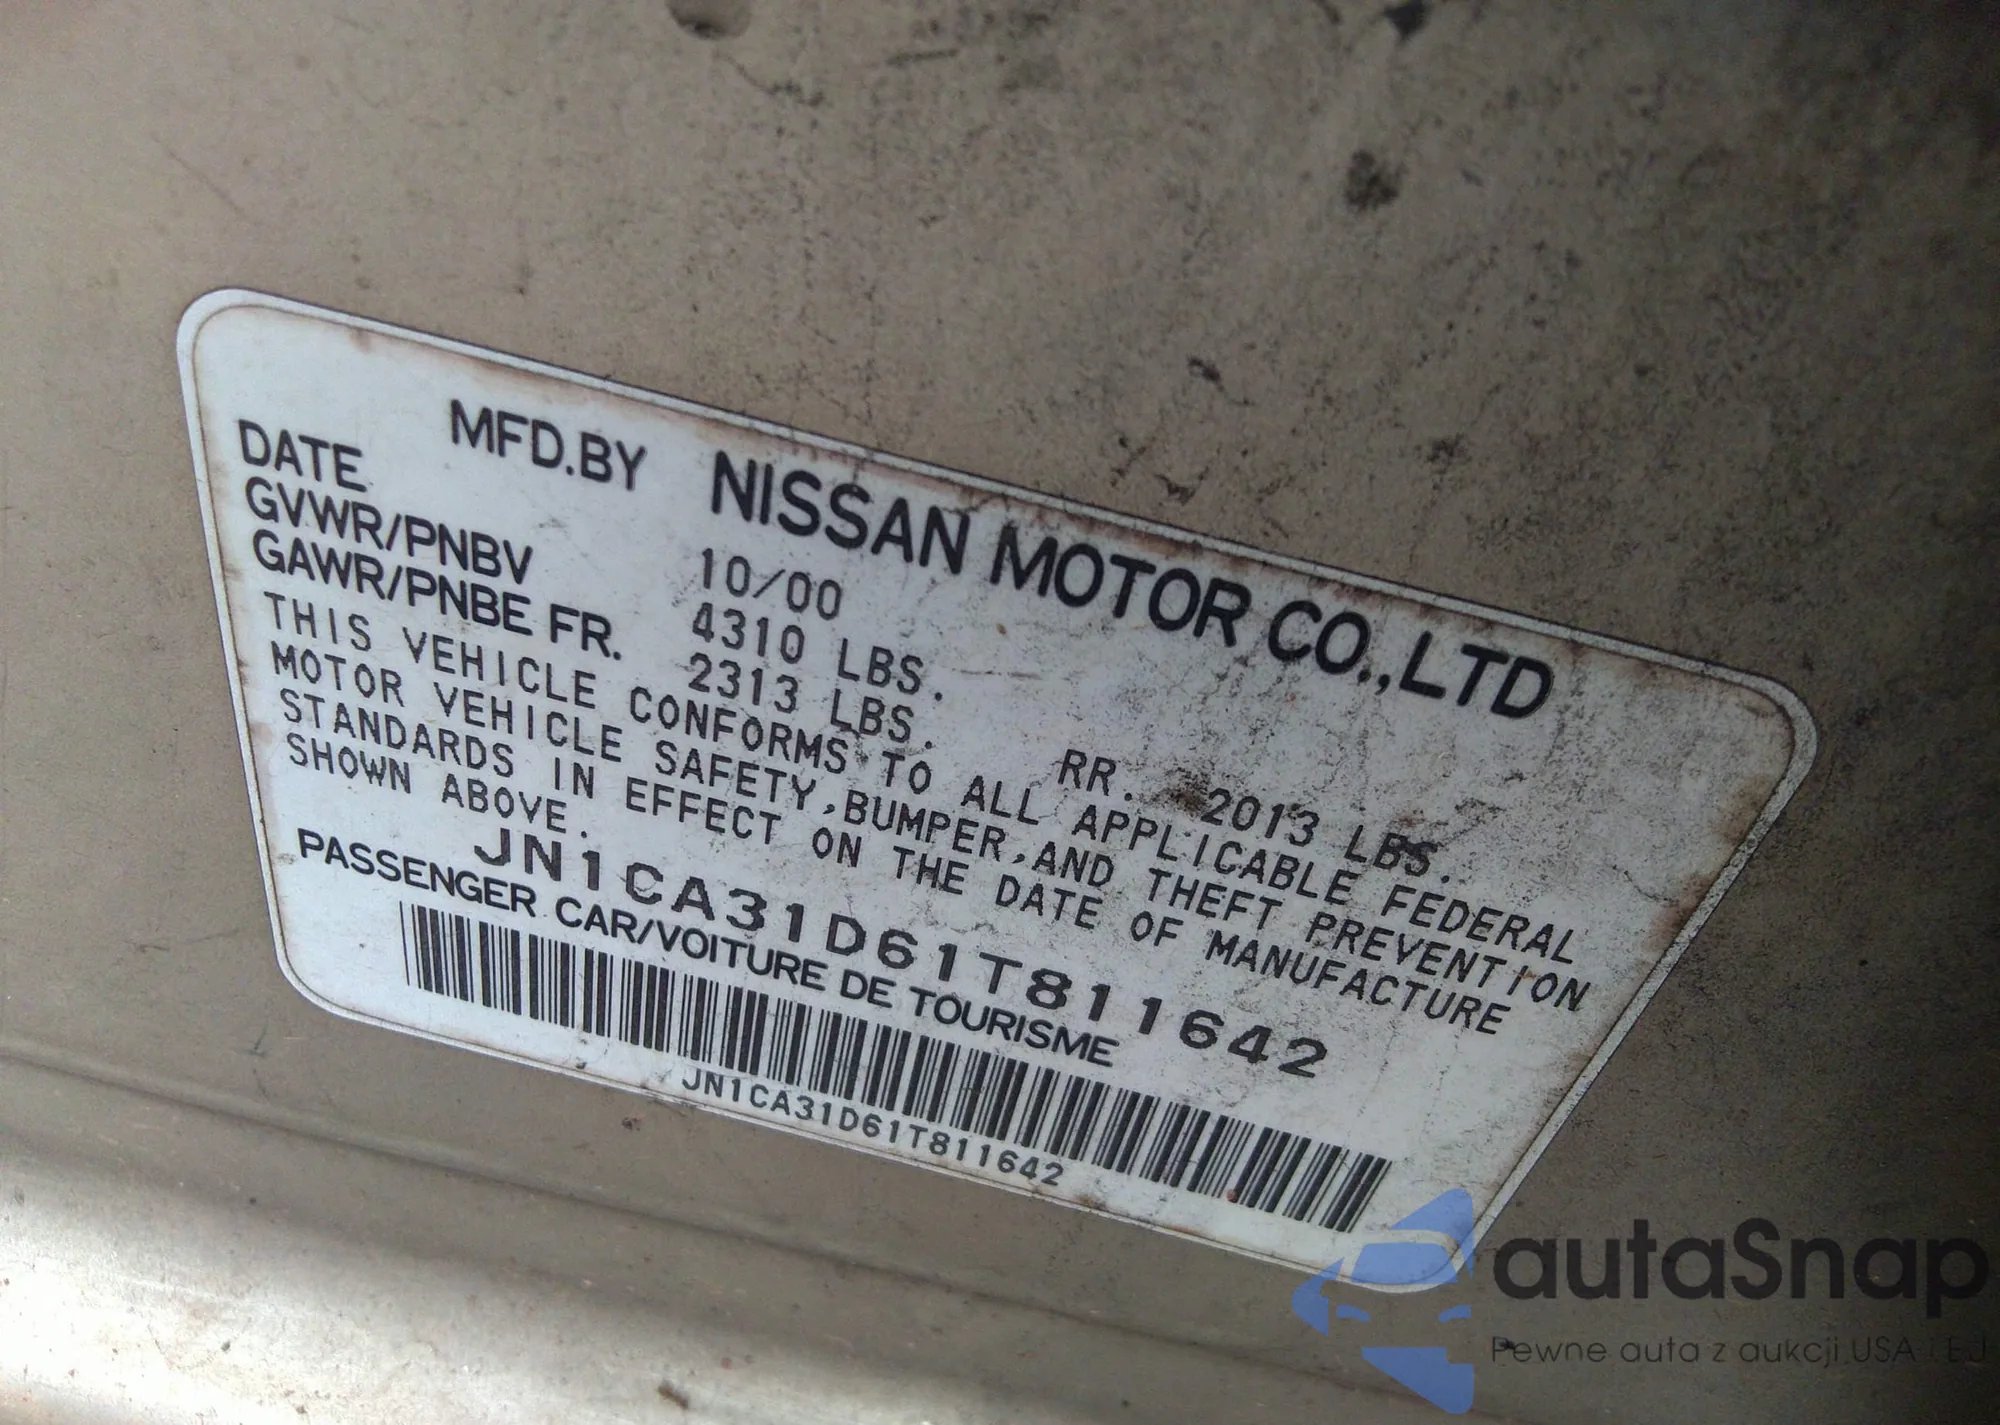 MFD.BY NISSAN MOTOR CO.,LTD
DATE 10/00
GVWR/PNBV 4310 LBS.
GAWR/PNBE FR. 2313 LBS. RR. 2013 LBS.
THIS VEHICLE CONFORMS TO ALL APPLICABLE FEDERAL
MOTOR VEHICLE SAFETY,BUMPER,AND THEFT PREVENTION
STANDARDS IN EFFECT ON THE DATE OF MANUFACTURE
SHOWN ABOVE.
JN1CA31D61T811642
PASSENGER CAR/VOITURE DE TOURISME
JN1CA31D61T811642
autaSnap
Pewne auta z aukcji USA i EU